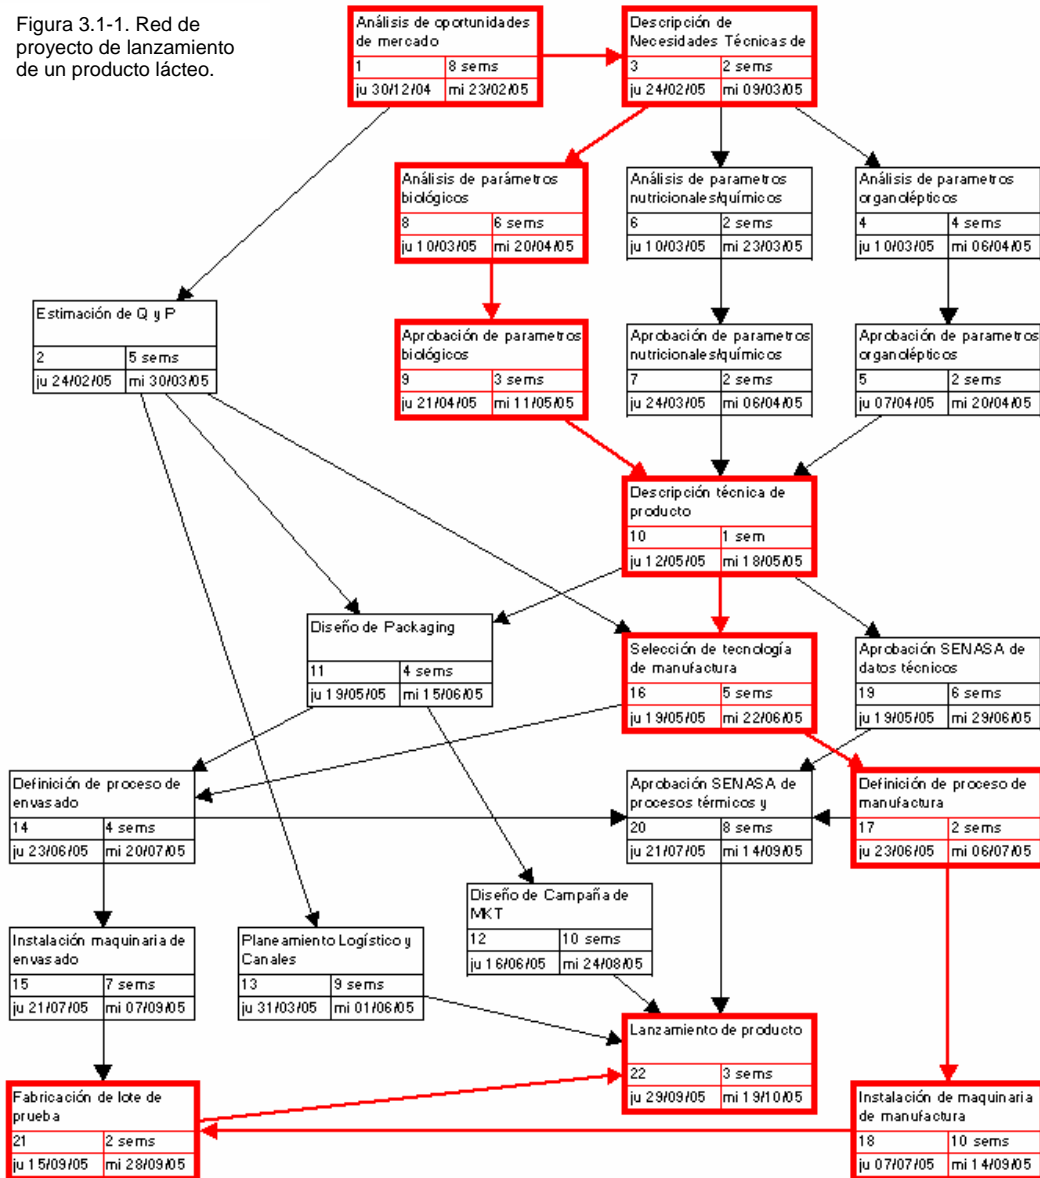 Figura 3.1-1. Red de
proyecto de lanzamiento
de un producto lácteo.
Análisis de oportunidades
de mercado
1 8 sems
ju 30/12/04 mi 23/02/05
Descripción de
Necesidades Técnicas de
3 2 sems
ju 24/02/05 mi 09/03/05
Análisis de parámetros
biológicos
8 6 sems
ju 10/03/05 mi 20/04/05
Análisis de parametros
nutricionales/químicos
6 2 sems
ju 10/03/05 mi 23/03/05
Análisis de parametros
organolépticos
4 4 sems
ju 10/03/05 mi 06/04/05
Estimación de Q y P
2 5 sems
ju 24/02/05 mi 30/03/05
Aprobación de parametros
biológicos
9 3 sems
ju 21/04/05 mi 11/05/05
Aprobación de parametros
nutricionales/químicos
7 2 sems
ju 24/03/05 mi 06/04/05
Aprobación de parametros
organolépticos
5 2 sems
ju 07/04/05 mi 20/04/05
Descripción técnica de
producto
10 1 sem
ju 12/05/05 mi 18/05/05
Diseño de Packaging
11 4 sems
ju 19/05/05 mi 15/06/05
Selección de tecnología
de manufactura
16 5 sems
ju 19/05/05 mi 22/06/05
Aprobación SENASA de
datos técnicos
19 6 sems
ju 19/05/05 mi 29/06/05
Definición de proceso de
envasado
14 4 sems
ju 23/06/05 mi 20/07/05
Aprobación SENASA de
procesos térmicos y
20 8 sems
ju 21/07/05 mi 14/09/05
Definición de proceso de
manufactura
17 2 sems
ju 23/06/05 mi 06/07/05
Instalación maquinaria de
envasado
15 7 sems
ju 21/07/05 mi 07/09/05
Planeamiento Logístico y
Canales
13 9 sems
ju 31/03/05 mi 01/06/05
Diseño de Campaña de
MKT
12 10 sems
ju 16/06/05 mi 24/08/05
Lanzamiento de producto
22 3 sems
ju 29/09/05 mi 19/10/05
Fabricación de lote de
prueba
21 2 sems
ju 15/09/05 mi 28/09/05
Instalación de maquinaria
de manufactura
18 10 sems
ju 07/07/05 mi 14/09/05